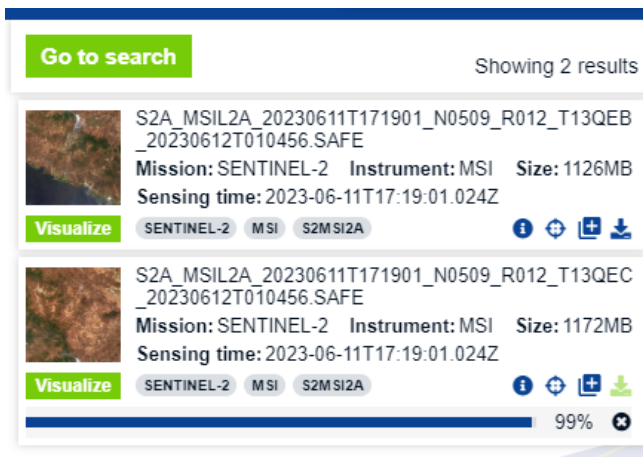 Go to search
Showing 2 results
S2A_MSIL2A_20230611T171901_N0509_R012_T13QEB
_20230612T010456.SAFE
Mission: SENTINEL-2 Instrument: MSI Size: 1126MB
Sensing time: 2023-06-11T17:19:01.024Z
Visualize SENTINEL-2 MSI S2MSI2A
S2A_MSIL2A_20230611T171901_N0509_R012_T13QEC
_20230612T010456.SAFE
Mission: SENTINEL-2 Instrument: MSI Size: 1172MB
Sensing time: 2023-06-11T17:19:01.024Z
Visualize SENTINEL-2 MSI S2MSI2A
99%